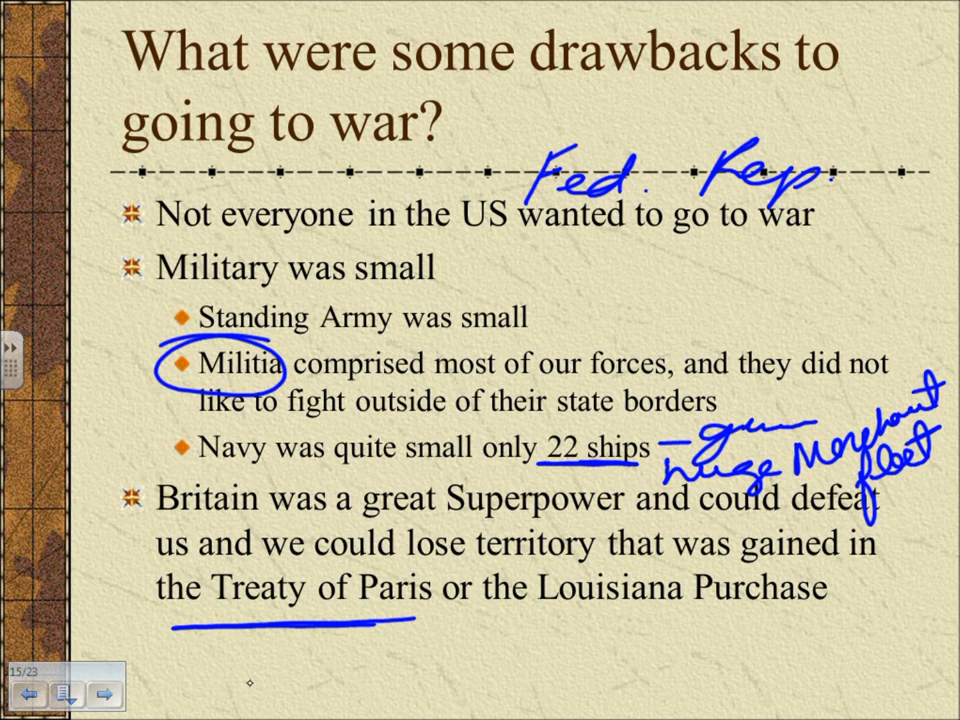 What were some drawbacks to
going to war?
Fed. Rep.
Not everyone in the US wanted to go to war
Military was small
Standing Army was small
Militia comprised most of our forces, and they did not
like to fight outside of their state borders
Navy was quite small only 22 ships
huge Merchant
fleet
Britain was a great Superpower and could defeat
us and we could lose territory that was gained in
the Treaty of Paris or the Louisiana Purchase
15/23